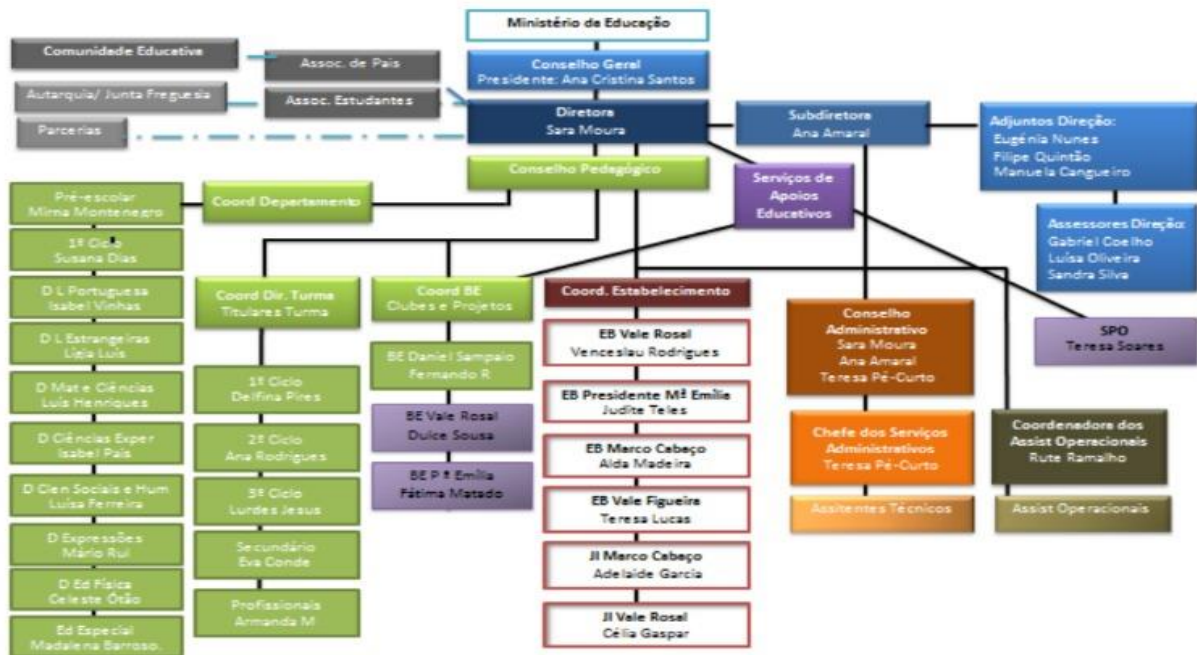 Ministério da Educação
Comunidade Educativa
Assoc. de Pais
Conselho Geral
Presidente: Ana Cristina Santos
Autarquia/ Junta Freguesia
Assoc. Estudantes
Diretora
Sara Moura
Subdiretora
Ana Amaral
Adjuntos Direção:
Eugénia Nunes
Filipe Quintão
Manuela Cangueiro
Parcerias
Conselho Pedagógico
Serviços de
Apoios
Educativos
Coord Departamento
Assessores Direção:
Gabriel Coelho
Luísa Oliveira
Sandra Silva
Pré-escolar
Mirna Montenegro
1º Ciclo
Susana Dias
D L Portuguesa
Isabel Vinhas
D L Estrangeiras
Lígia Luís
D Mat e Ciências
Luís Henriques
D Ciências Exper
Isabel Pais
D Cien Sociais e Hum
Luísa Ferreira
D Expressões
Mário Rui
D Ed Física
Celeste Ótão
Ed Especial
Madalena Barroso.
Coord Dir. Turma
Titulares Turma
1º Ciclo
Delfina Pires
2º Ciclo
Ana Rodrigues
3º Ciclo
Lurdes Jesus
Secundário
Eva Conde
Profissionais
Armanda M
Coord BE
Clubes e Projetos
BE Daniel Sampaio
Fernando R
BE Vale Rosal
Dulce Sousa
BE P ª Emília
Fátima Matado
Coord. Estabelecimento
EB Vale Rosal
Venceslau Rodrigues
EB Presidente Mª Emília
Judite Teles
EB Marco Cabaço
Alda Madeira
EB Vale Figueira
Teresa Lucas
JI Marco Cabaço
Adelaide Garcia
JI Vale Rosal
Célia Gaspar
Conselho
Administrativo
Sara Moura
Ana Amaral
Teresa Pé-Curto
Chefe dos Serviços
Administrativos
Teresa Pé-Curto
Assitentes Técnicos
SPO
Teresa Soares
Coordenadora dos
Assist Operacionais
Rute Ramalho
Assist Operacionais